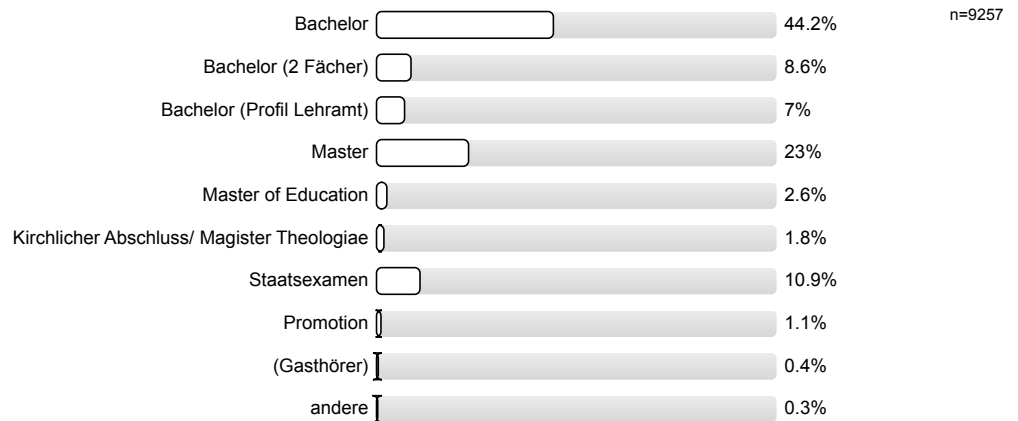 Bachelor 44.2% n=9257
Bachelor (2 Fächer) 8.6%
Bachelor (Profil Lehramt) 7%
Master 23%
Master of Education 2.6%
Kirchlicher Abschluss/ Magister Theologiae 1.8%
Staatsexamen 10.9%
Promotion 1.1%
(Gasthörer) 0.4%
andere 0.3%